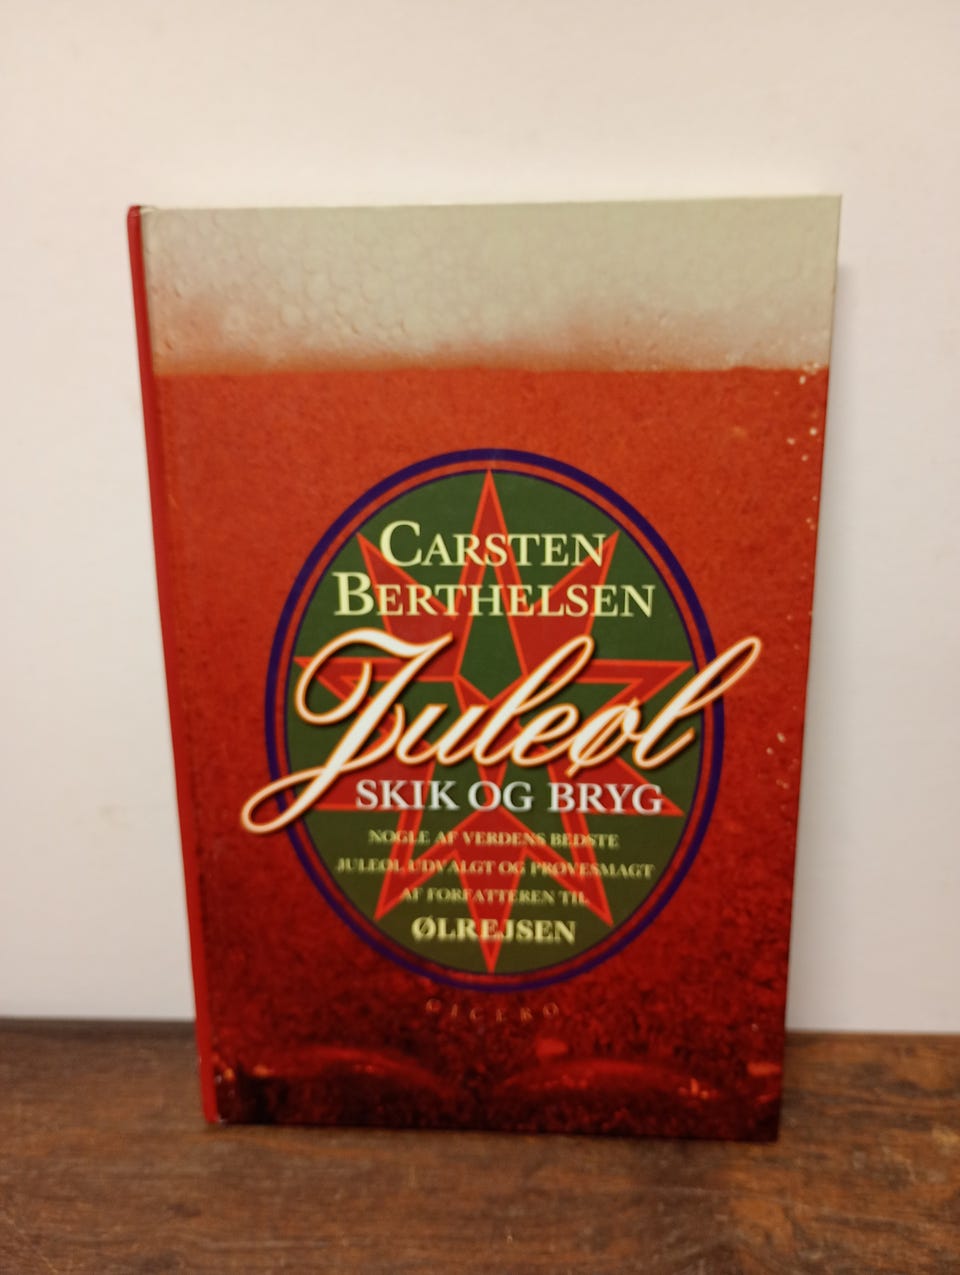 CARSTEN
BERTHELSEN
Juleøl
SKIK OG BRYG
NOGLE AF VERDENS BEDSTE
JULEØL UDVALGT OG PRØVESMAGT
AF FORFATTEREN TIL
ØLREJSEN
CICERO